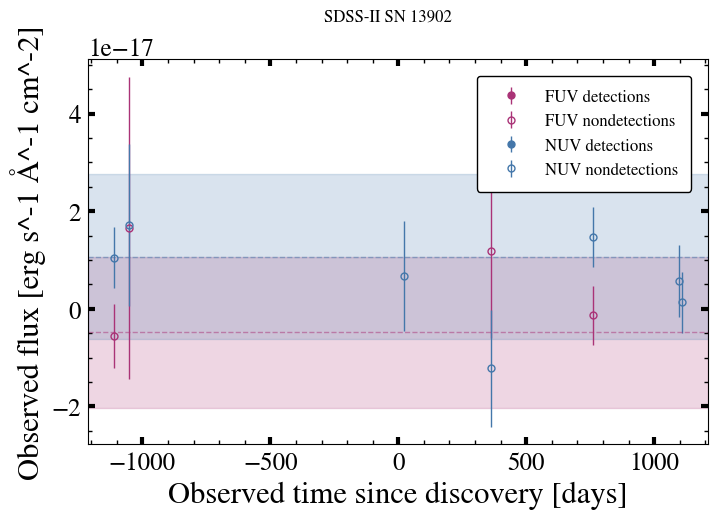 SDSS-II SN 13902
1e−17
Observed flux [erg s^-1 Å^-1 cm^-2]
4
2
0
−2
FUV detections
FUV nondetections
NUV detections
NUV nondetections
−1000 −500 0 500 1000
Observed time since discovery [days]